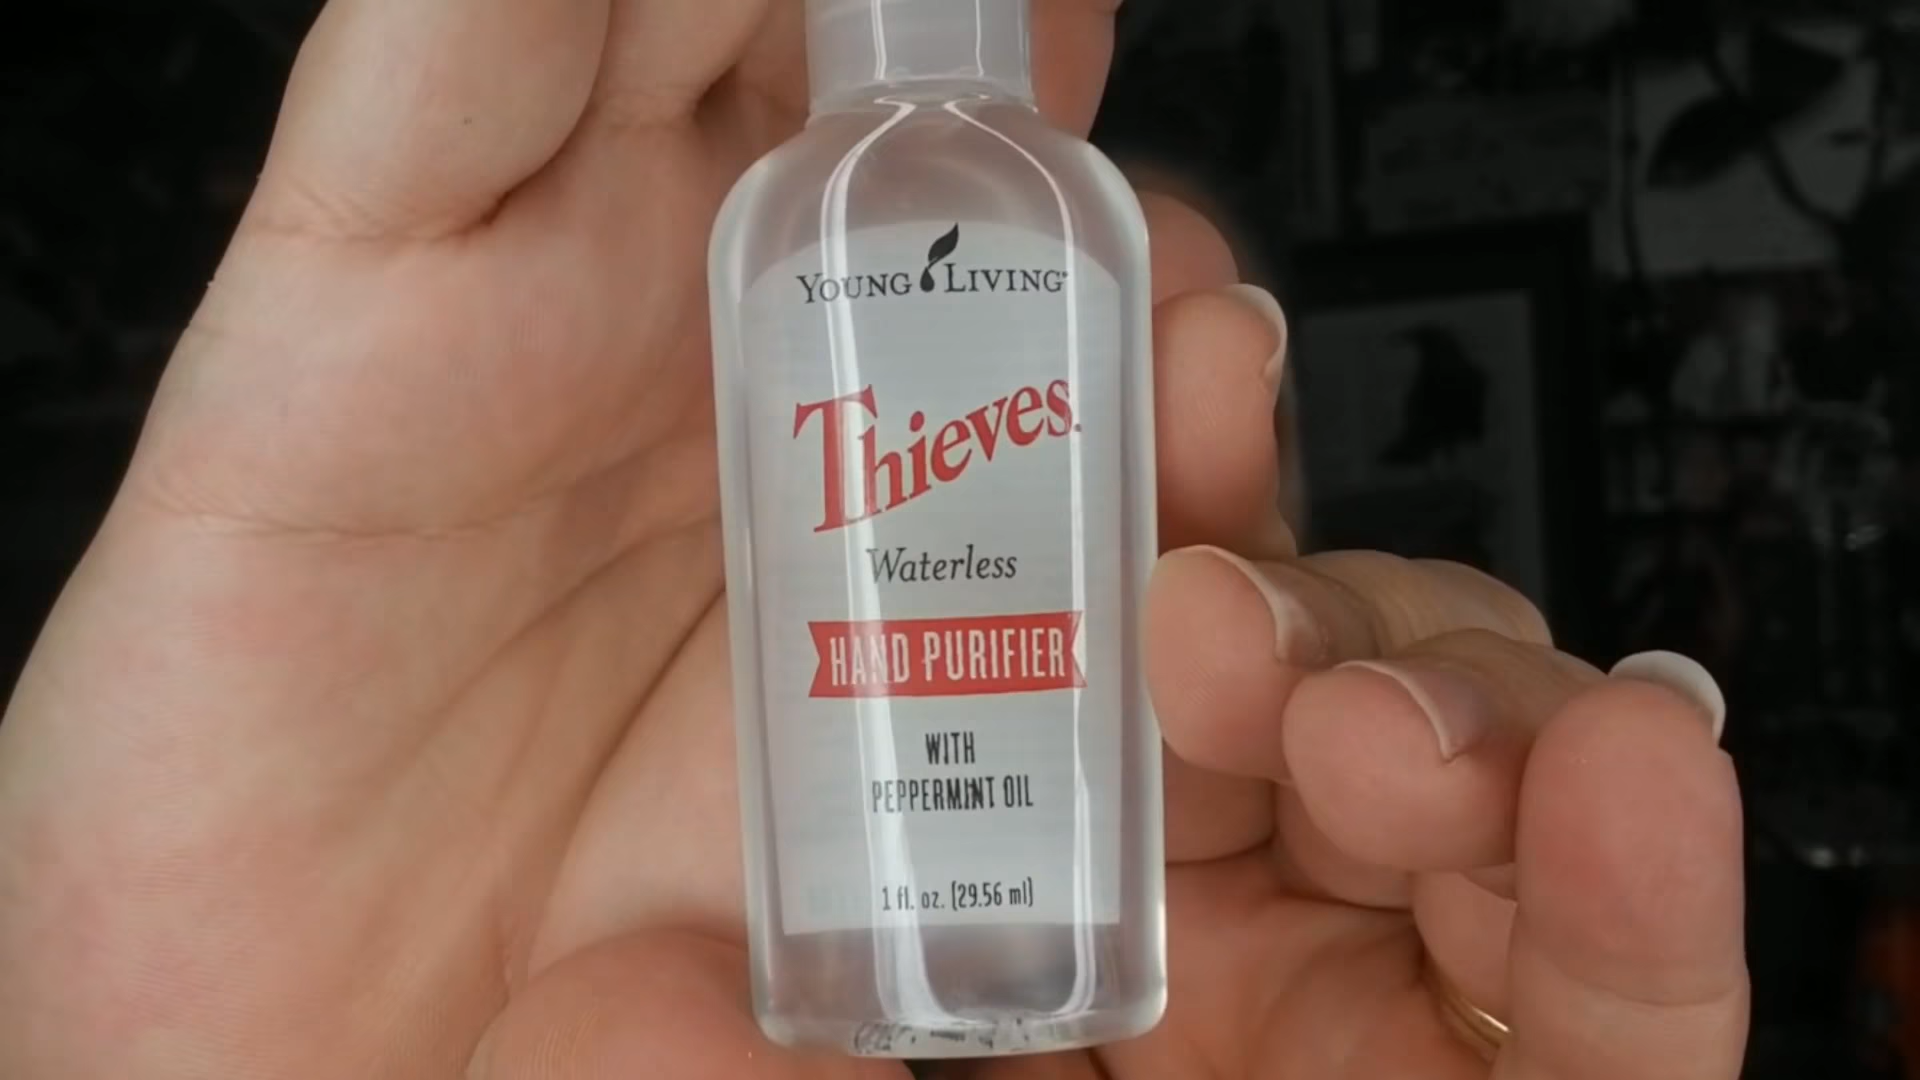 YOUNG LIVING
Thieves
Waterless
HAND PURIFIER
WITH
PEPPERMINT OIL
1 fl. oz. (29.56 ml)